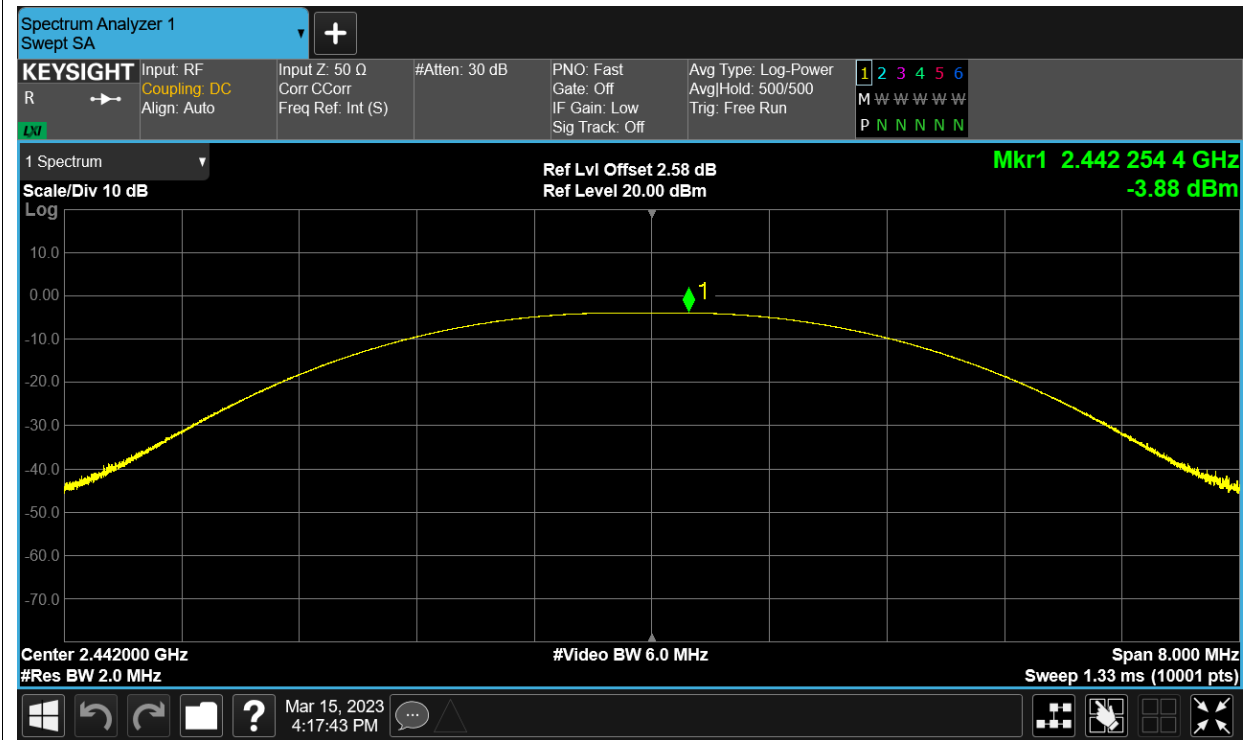 Spectrum Analyzer 1
Swept SA
KEYSIGHT
R
LXI
Input: RF
Coupling: DC
Align: Auto
Input Z: 50 Ω
Corr CCorr
Freq Ref: Int (S)
#Atten: 30 dB
PNO: Fast
Gate: Off
IF Gain: Low
Sig Track: Off
Avg Type: Log-Power
Avg|Hold: 500/500
Trig: Free Run
1 2 3 4 5 6
M W W W W W
P N N N N N
1 Spectrum
Scale/Div 10 dB
Ref Lvl Offset 2.58 dB
Ref Level 20.00 dBm
Mkr1 2.442 254 4 GHz
-3.88 dBm
Log
10.0
0.00
-10.0
-20.0
-30.0
-40.0
-50.0
-60.0
-70.0
1
Center 2.442000 GHz
#Res BW 2.0 MHz
#Video BW 6.0 MHz
Span 8.000 MHz
Sweep 1.33 ms (10001 pts)
?
Mar 15, 2023
4:17:43 PM